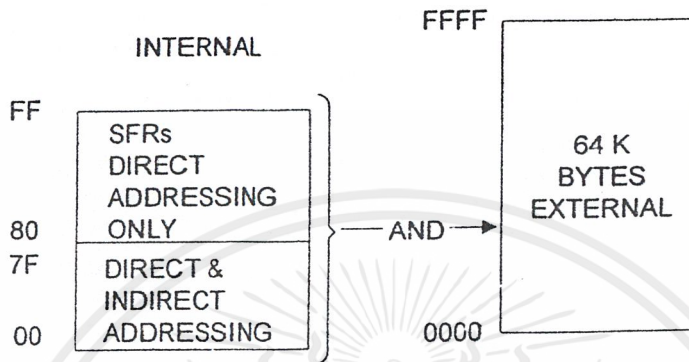 INTERNAL
FF
SFRs
DIRECT
ADDRESSING
ONLY
80
7F
DIRECT &
INDIRECT
ADDRESSING
00
AND
FFFF
64 K
BYTES
EXTERNAL
0000